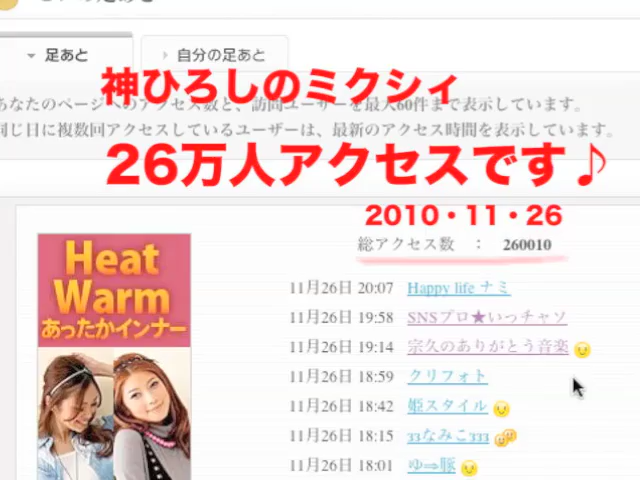 足あと
自分の足あと
神ひろしのミクシィ
あなたのページへのアクセス数と、訪問ユーザーを最大60件まで表示しています。
同じ日に複数回アクセスしているユーザーは、最新のアクセス時間を表示しています。
26万人アクセスです♪
2010・11・26
総アクセス数 : 260010
Heat
Warm
あったかインナー
11月26日 20:07 Happy life ナミ
11月26日 19:58 SNSプロ★いっチャソ
11月26日 19:14 宗久のありがとう音楽
11月26日 18:59 クリフォト
11月26日 18:42 姫スタイル
11月26日 18:15 ззなみこззз
11月26日 18:01 ゆ⇒豚